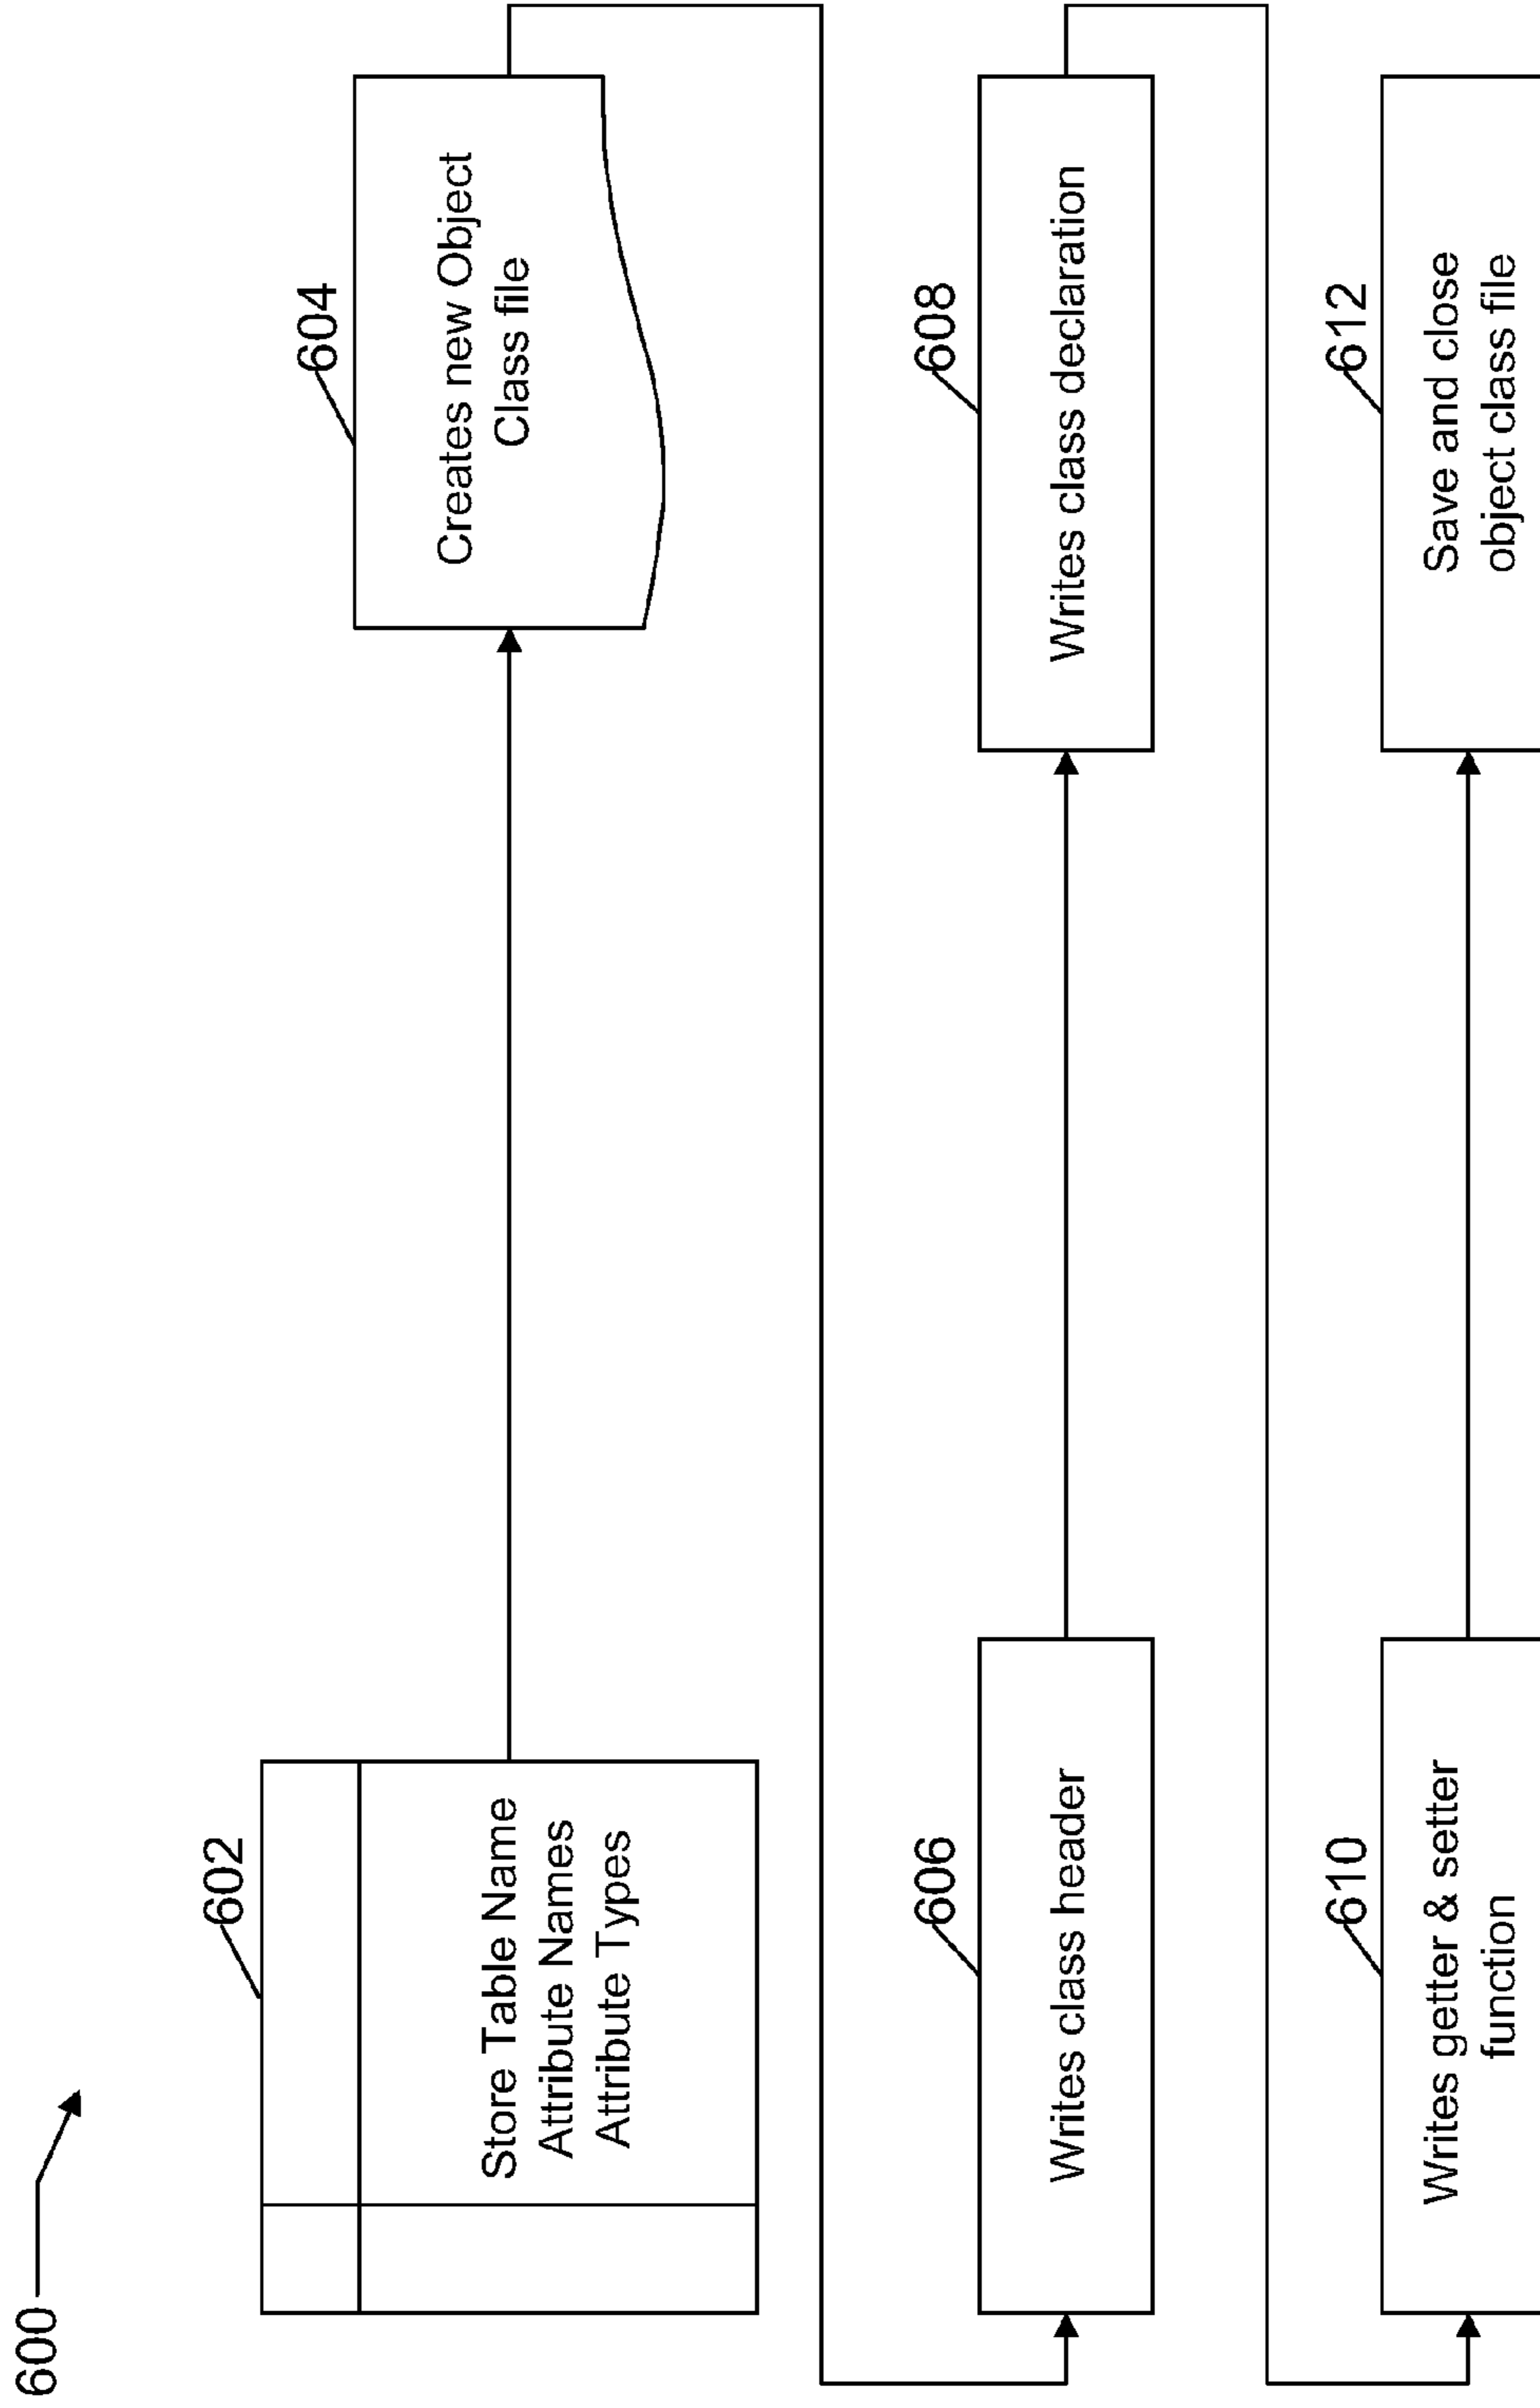 600
602
Store Table Name
Attribute Names
Attribute Types
604
Creates new Object
Class file
606
Writes class header
608
Writes class declaration
610
Writes getter & setter
function
612
Save and close
object class file